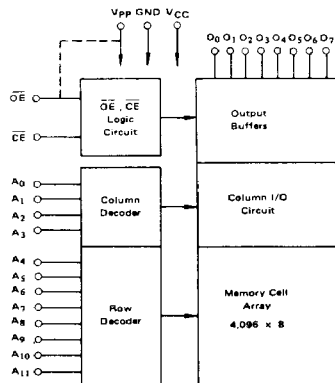 VPP GND VCC
O0 O1 O2 O3 O4 O5 O6 O7
OE
OE, CE
Logic
Circuit
Output
Buffers
CE
A0
A1
A2
A3
Column
Decoder
Column I/O
Circuit
A4
A5
A6
A7
A8
A9
A10
A11
Row
Decoder
Memory Cell
Array
4,096 × 8